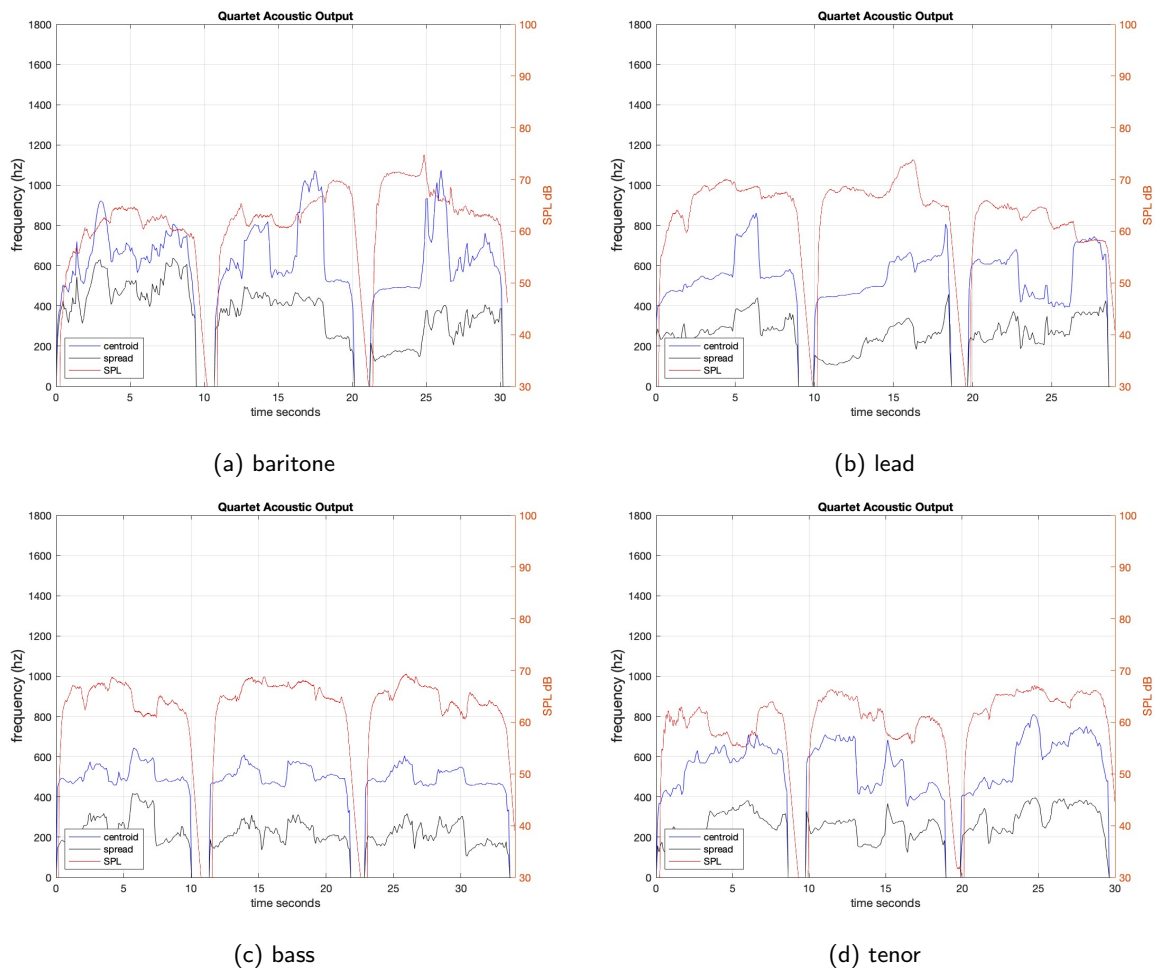 Quartet Acoustic Output
1800
1600
1400
1200
1000
800
600
400
200
0
frequency (hz)
100
90
80
70
60
50
40
30
SPL dB
centroid
spread
SPL
0 5 10 15 20 25 30
time seconds
(a) baritone
Quartet Acoustic Output
1800
1600
1400
1200
1000
800
600
400
200
0
frequency (hz)
100
90
80
70
60
50
40
30
SPL dB
centroid
spread
SPL
0 5 10 15 20 25
time seconds
(b) lead
Quartet Acoustic Output
1800
1600
1400
1200
1000
800
600
400
200
0
frequency (hz)
100
90
80
70
60
50
40
30
SPL dB
centroid
spread
SPL
0 5 10 15 20 25 30
time seconds
(c) bass
Quartet Acoustic Output
1800
1600
1400
1200
1000
800
600
400
200
0
frequency (hz)
100
90
80
70
60
50
40
30
SPL dB
centroid
spread
SPL
0 5 10 15 20 25 30
time seconds
(d) tenor